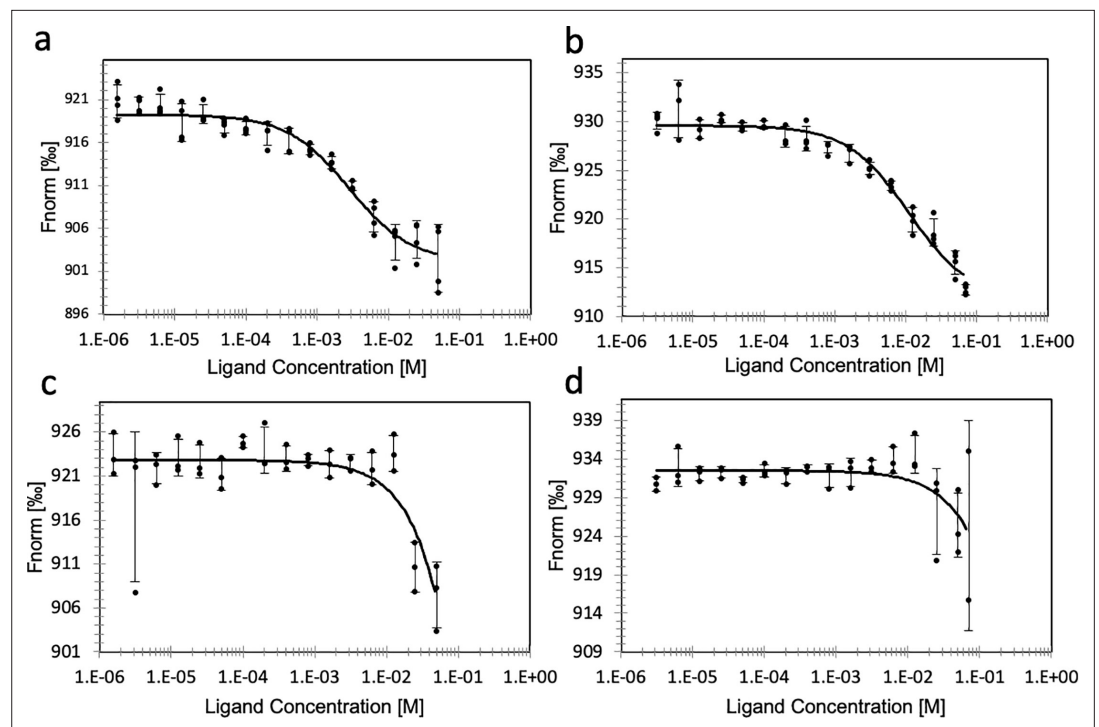 a
Fnorm [‰]
921
916
911
906
901
896
1.E-06 1.E-05 1.E-04 1.E-03 1.E-02 1.E-01 1.E+00
Ligand Concentration [M]
b
Fnorm [‰]
935
930
925
920
915
910
1.E-06 1.E-05 1.E-04 1.E-03 1.E-02 1.E-01 1.E+00
Ligand Concentration [M]
c
Fnorm [‰]
926
921
916
911
906
901
1.E-06 1.E-05 1.E-04 1.E-03 1.E-02 1.E-01 1.E+00
Ligand Concentration [M]
d
Fnorm [‰]
939
934
929
924
919
914
909
1.E-06 1.E-05 1.E-04 1.E-03 1.E-02 1.E-01 1.E+00
Ligand Concentration [M]